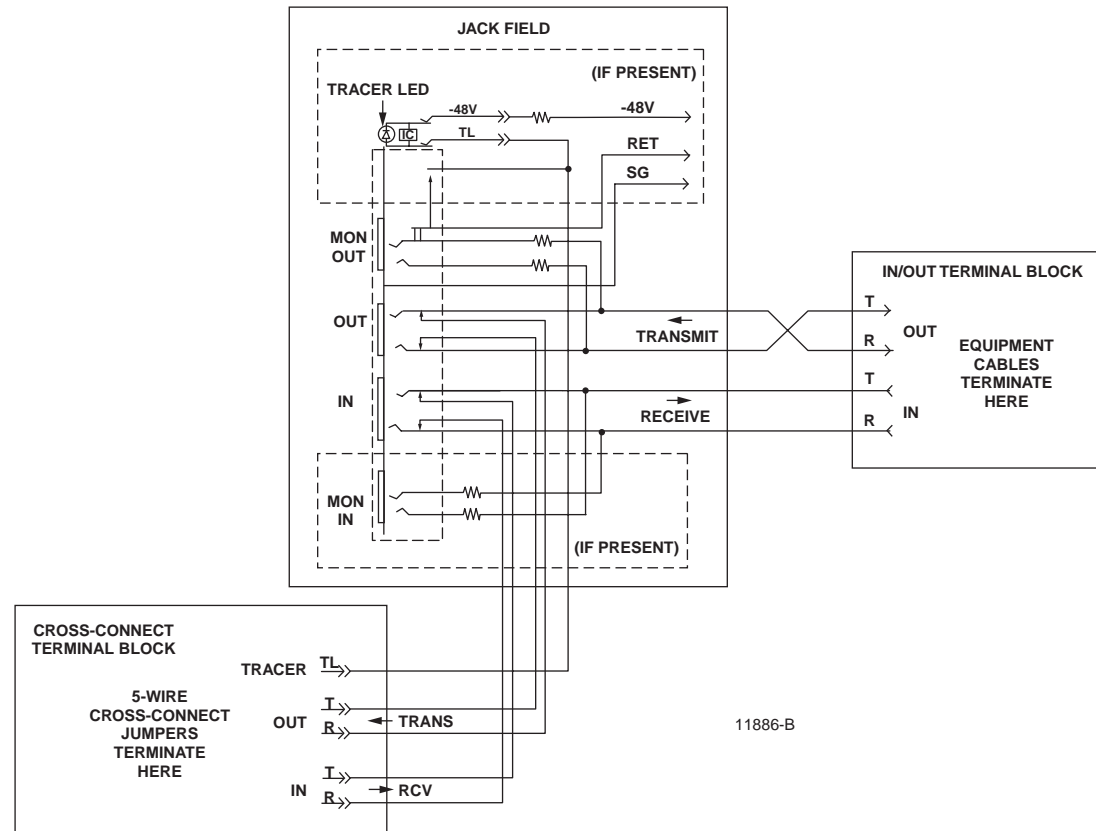 JACK FIELD
(IF PRESENT)
TRACER LED
-48V
-48V
IC
TL
RET
SG
MON
OUT
OUT
TRANSMIT
IN
RECEIVE
MON
IN
(IF PRESENT)
IN/OUT TERMINAL BLOCK
T
OUT
R
EQUIPMENT
CABLES
TERMINATE
HERE
T
IN
R
CROSS-CONNECT
TERMINAL BLOCK
TRACER TL
5-WIRE
CROSS-CONNECT
JUMPERS
TERMINATE
HERE
T
OUT
R
TRANS
T
IN
R
RCV
11886-B